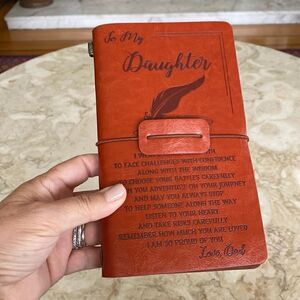 To My
Daughter
TO FACE CHALLENGES WITH CONFIDENCE
ALONG WITH THE WISDOM
TO CHOOSE YOUR BATTLES CAREFULLY
YOU ADVENTURE ON YOUR JOURNEY
AND MAY YOU ALWAYS STOP
TO HELP SOMEONE ALONG THE WAY
LISTEN TO YOUR HEART
AND TAKE RISKS CAREFULLY
REMEMBER HOW MUCH YOU ARE LOVED
I AM SO PROUD OF YOU
Love, Dad